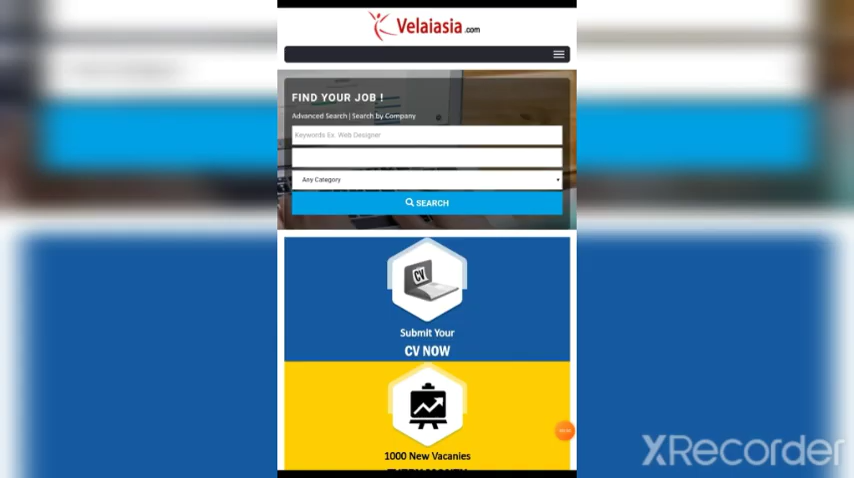 Velaiasia.com
FIND YOUR JOB !
Advanced Search | Search by Company
Keywords Ex. Web Designer
Any Category
SEARCH
CV
Submit Your
CV NOW
1000 New Vacancies
XRecorder